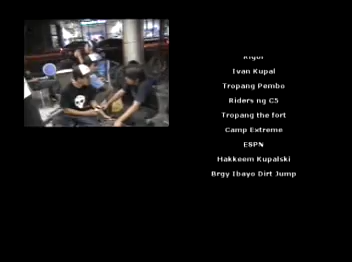 Ivan Kupal
Tropang Pembo
Riders ng C5
Tropang the fort
Camp Extreme
ESPN
Hakkeem Kupalski
Brgy Ibayo Dirt Jump